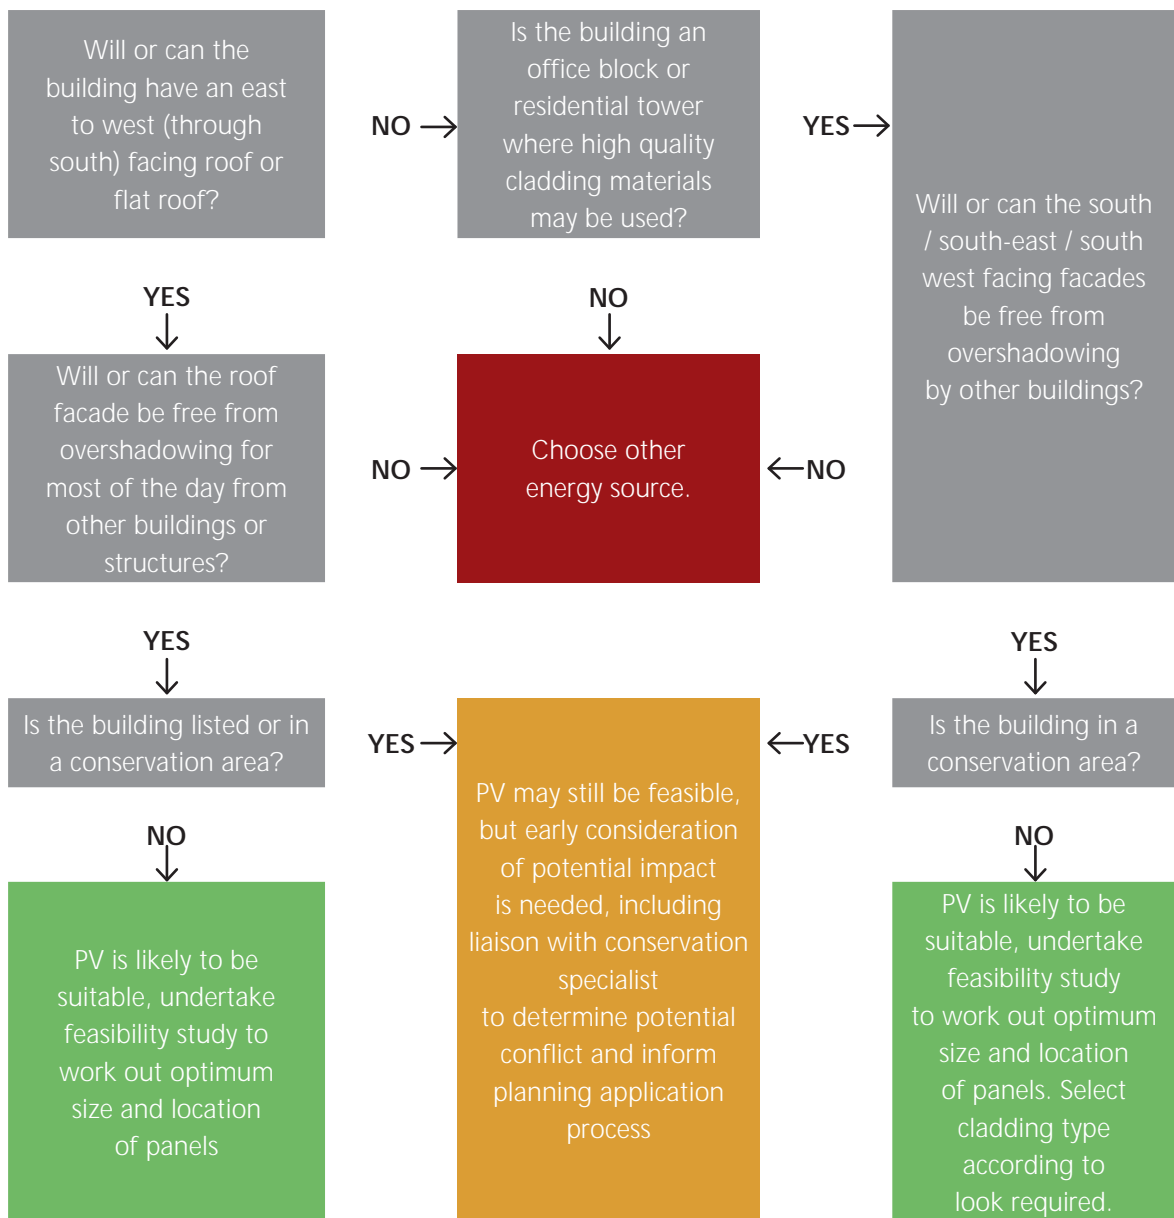 Will or can the
building have an east
to west (through
south) facing roof or
flat roof?
NO
Is the building an
office block or
residential tower
where high quality
cladding materials
may be used?
YES
Will or can the south
/ south-east / south
west facing facades
be free from
overshadowing
by other buildings?
YES
NO
Will or can the roof
facade be free from
overshadowing for
most of the day from
other buildings or
structures?
NO
Choose other
energy source.
NO
YES
YES
Is the building listed or in
a conservation area?
YES
PV may still be feasible,
but early consideration
of potential impact
is needed, including
liaison with conservation
specialist
to determine potential
conflict and inform
planning application
process
YES
Is the building in a
conservation area?
NO
NO
PV is likely to be
suitable, undertake
feasibility study to
work out optimum
size and location
of panels
PV is likely to be
suitable, undertake
feasibility study
to work out optimum
size and location
of panels. Select
cladding type
according to
look required.